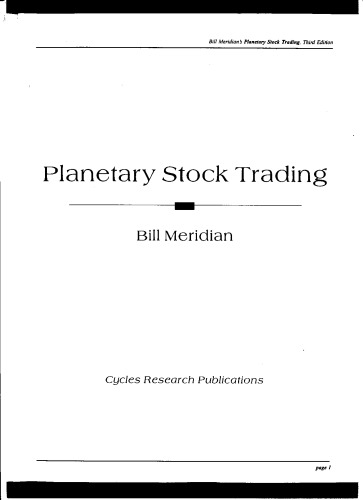 Bill Meridian's Planetary Stock Trading, Third Edition
Planetary Stock Trading
Bill Meridian
Cycles Research Publications
page 1